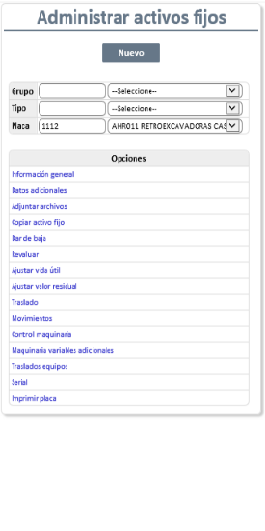 Administrar activos fijos
Nuevo
Grupo --Seleccione--
Tipo --Seleccione--
Placa 1112 AHR011 RETROEXCAVADORAS CAS
Opciones
Información general
Datos adicionales
Adjuntar archivos
Copiar activo fijo
Dar de baja
Revaluar
Ajustar vida útil
Ajustar valor residual
Traslado
Movimientos
Control maquinaria
Maquinaria variables adicionales
Traslados equipos
Serial
Imprimir placa